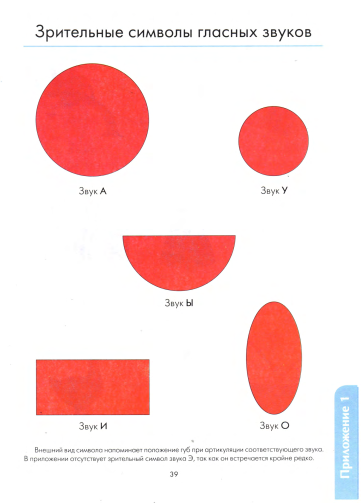 Зрительные символы гласных звуков
Звук А
Звук У
Звук Ы
Звук И
Звук О
Приложение 1
Внешний вид символа напоминает положение губ при артикуляции соответствующего звука.
В приложении отсутствует зрительный символ звука Э, так как он встречается крайне редко.
39